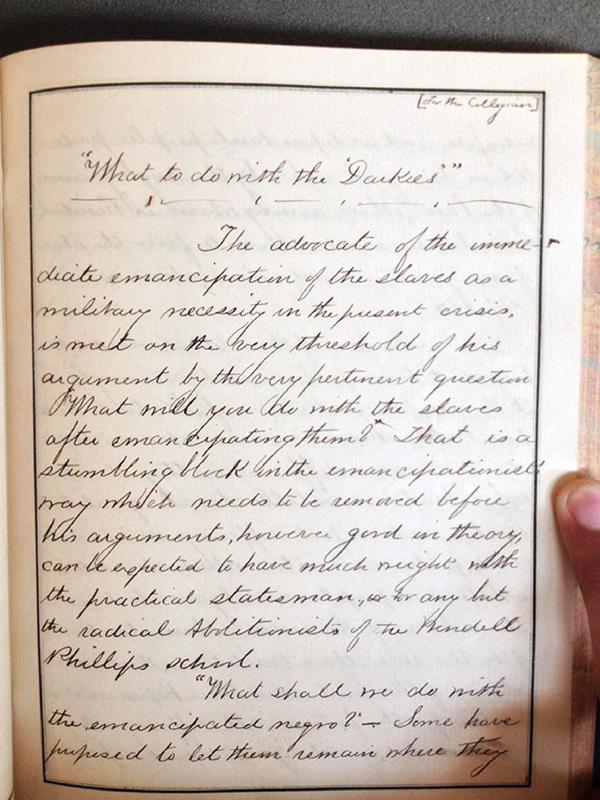 [For the Collegian]
"What to do with the 'Darkies'"
The advocate of the imme-
diate emancipation of the slaves as a
military necessity in the present crisis,
is met on the very threshold of his
argument by the very pertinent question
"What will you do with the slaves
after emancipating them?" That is a
stumbling block in the emancipationist's
way which needs to be removed before
his arguments, however good in theory,
can be expected to have much weight with
the practical statesman, or for any but
the radical Abolitionists of the Wendell
Phillips school.
"What shall we do with
the emancipated negro?" – Some have
proposed to let them remain where they